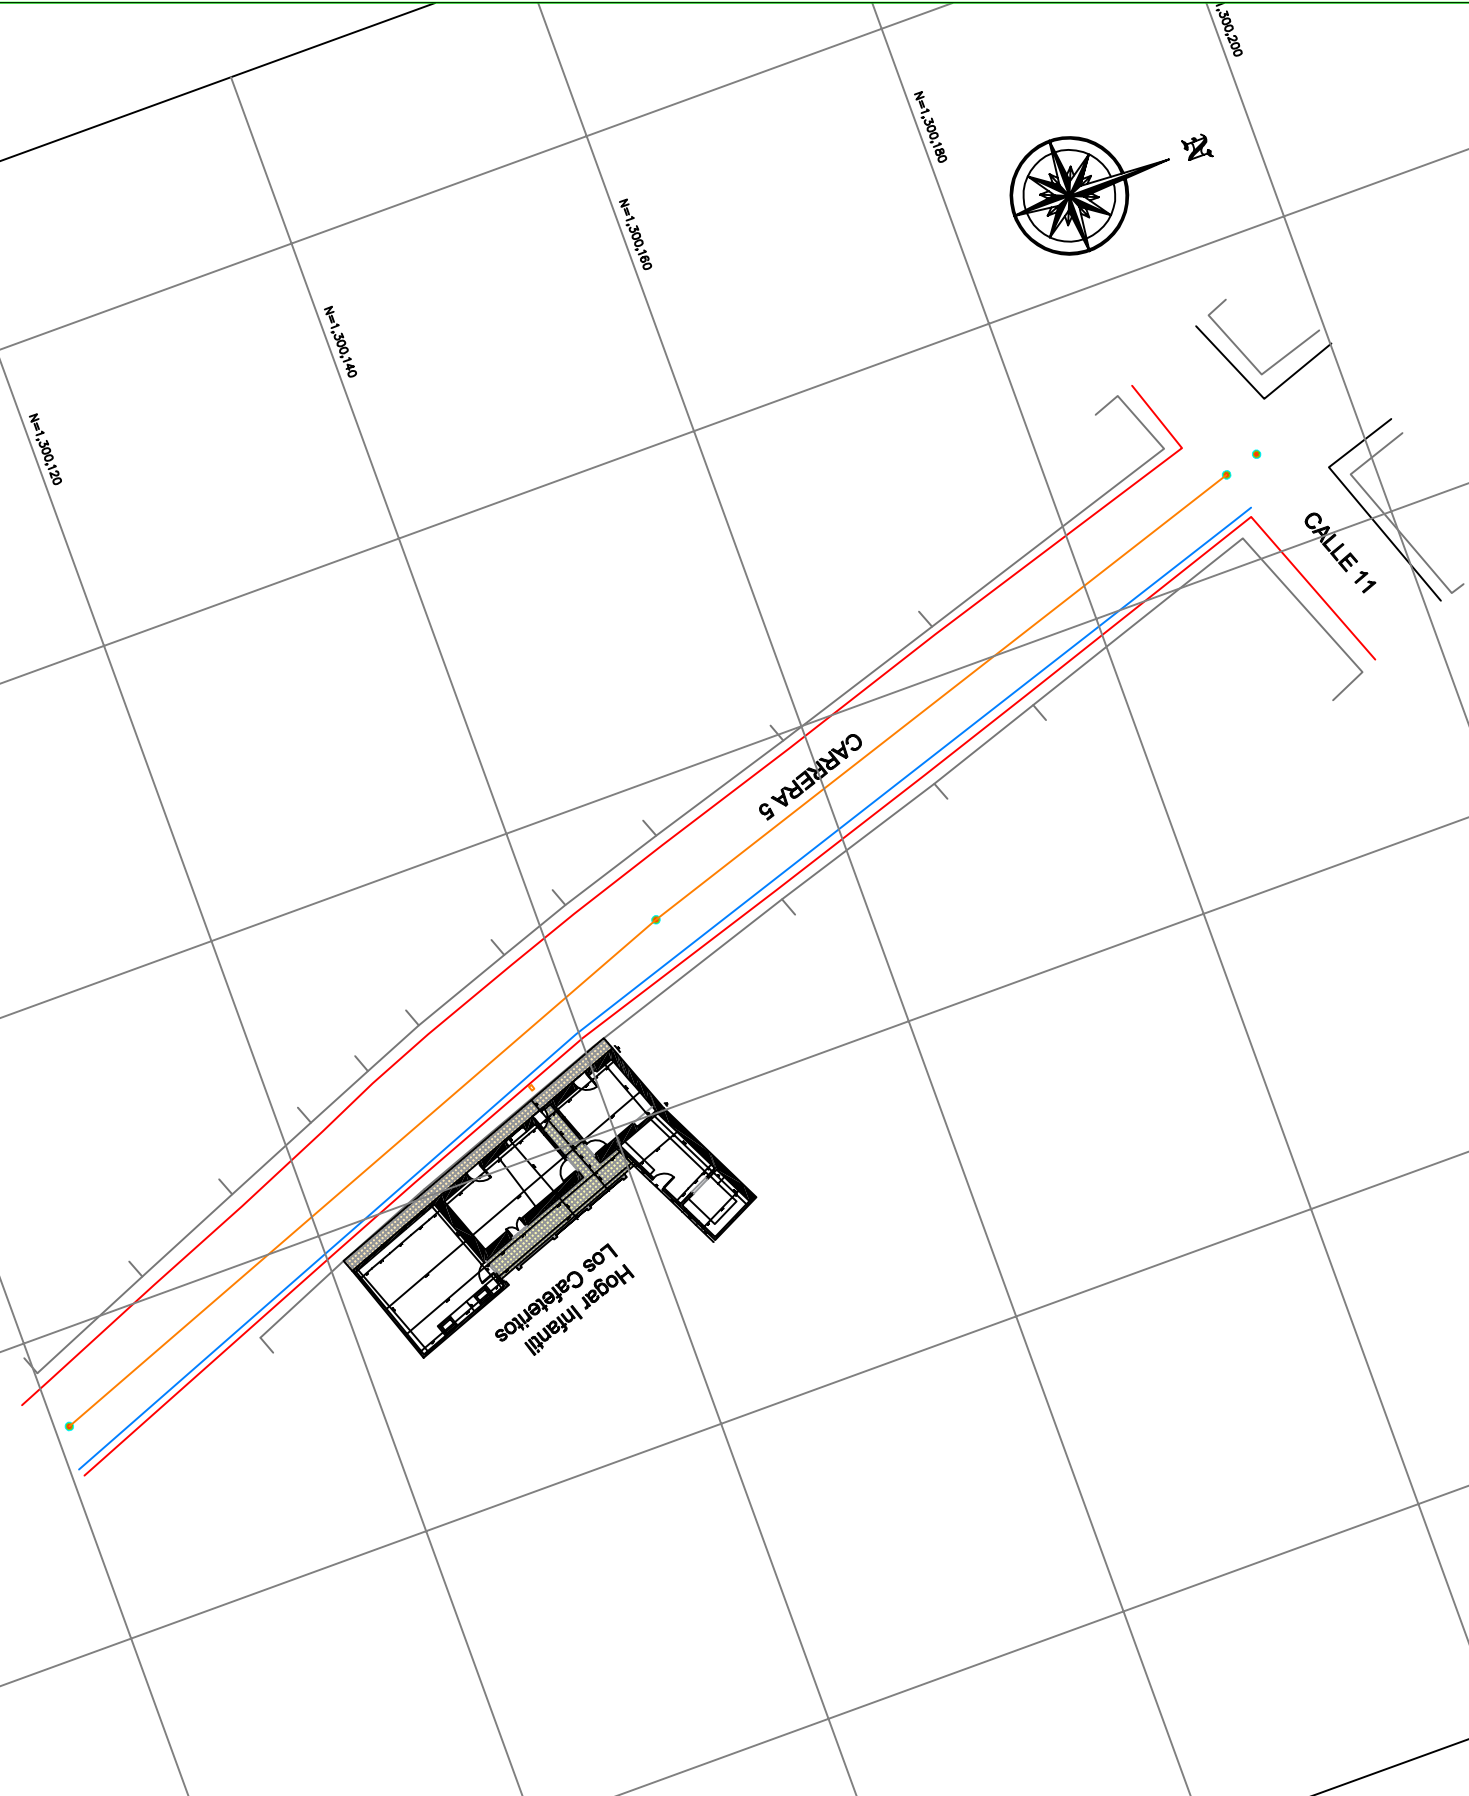 1,300,200
N=1,300,180
N=1,300,160
N=1,300,140
N=1,300,120
N
CALLE 11
CARRERA 5
Hogar Infantil
Los Cafeteritos